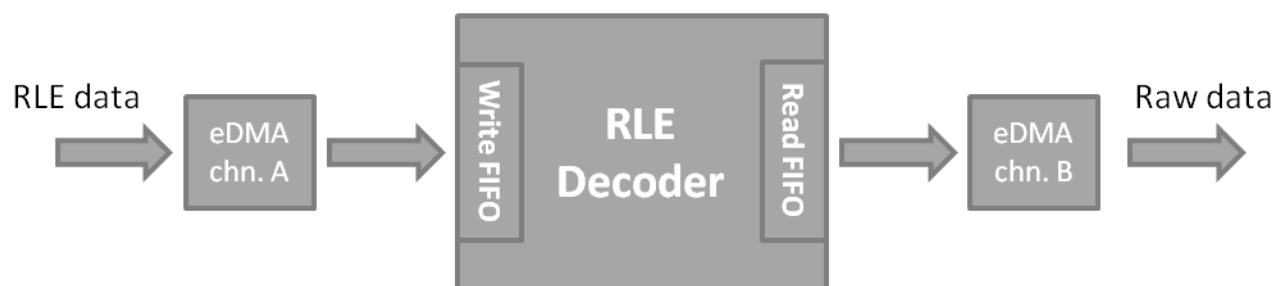 RLE data
eDMA
chn. A
Write FIFO
RLE
Decoder
Read FIFO
eDMA
chn. B
Raw data